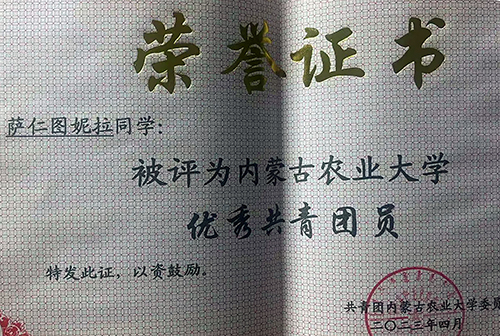 荣誉证书
萨仁图妮拉同学：
被评为内蒙古农业大学
优秀共青团员
特发此证，以资鼓励。
共青团内蒙古农业大学委员
二〇二三年四月